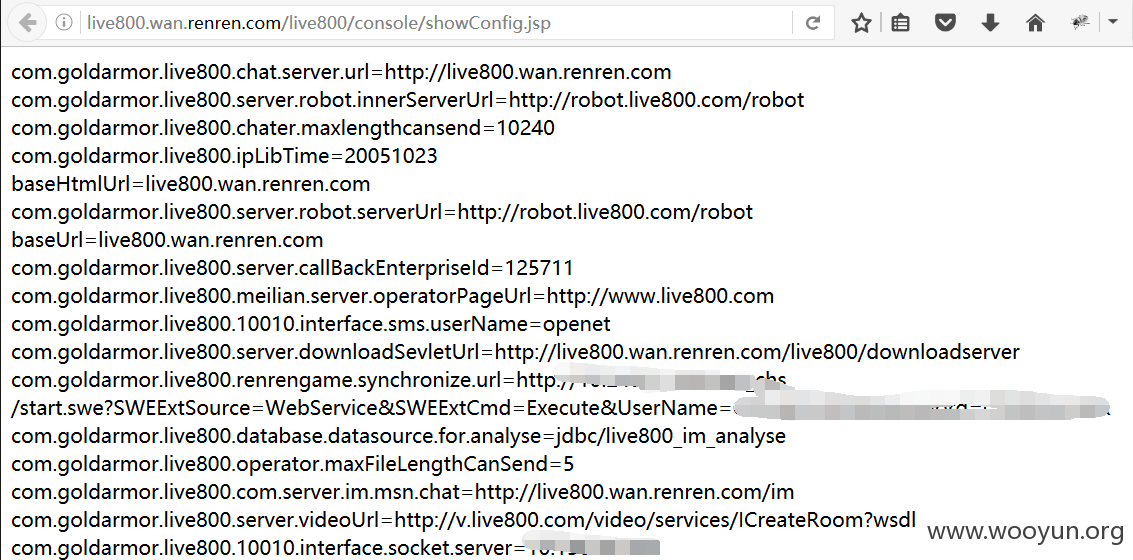 live800.wan.renren.com/live800/console/showConfig.jsp
com.goldarmor.live800.chat.server.url=http://live800.wan.renren.com
com.goldarmor.live800.server.robot.innerServerUrl=http://robot.live800.com/robot
com.goldarmor.live800.chater.maxlengthcansend=10240
com.goldarmor.live800.ipLibTime=20051023
baseHtmlUrl=live800.wan.renren.com
com.goldarmor.live800.server.robot.serverUrl=http://robot.live800.com/robot
baseUrl=live800.wan.renren.com
com.goldarmor.live800.server.callBackEnterpriseId=125711
com.goldarmor.live800.meilian.server.operatorPageUrl=http://www.live800.com
com.goldarmor.live800.10010.interface.sms.userName=openet
com.goldarmor.live800.server.downloadSevletUrl=http://live800.wan.renren.com/live800/downloadserver
com.goldarmor.live800.renrengame.synchronize.url=http:
/start.swe?SWEExtSource=WebService&SWEExtCmd=Execute&UserName=
com.goldarmor.live800.database.datasource.for.analyse=jdbc/live800_im_analyse
com.goldarmor.live800.operator.maxFileLengthCanSend=5
com.goldarmor.live800.com.server.im.msn.chat=http://live800.wan.renren.com/im
com.goldarmor.live800.server.videoUrl=http://v.live800.com/video/services/ICreateRoom?wsdl
com.goldarmor.live800.10010.interface.socket.server=
www.wooyun.org